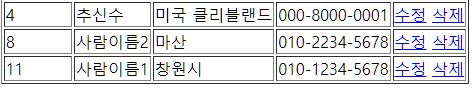 4 추신수 미국 클리블랜드 000-8000-0001 수정 삭제
8 사람이름2 마산 010-2234-5678 수정 삭제
11 사람이름1 창원시 010-1234-5678 수정 삭제